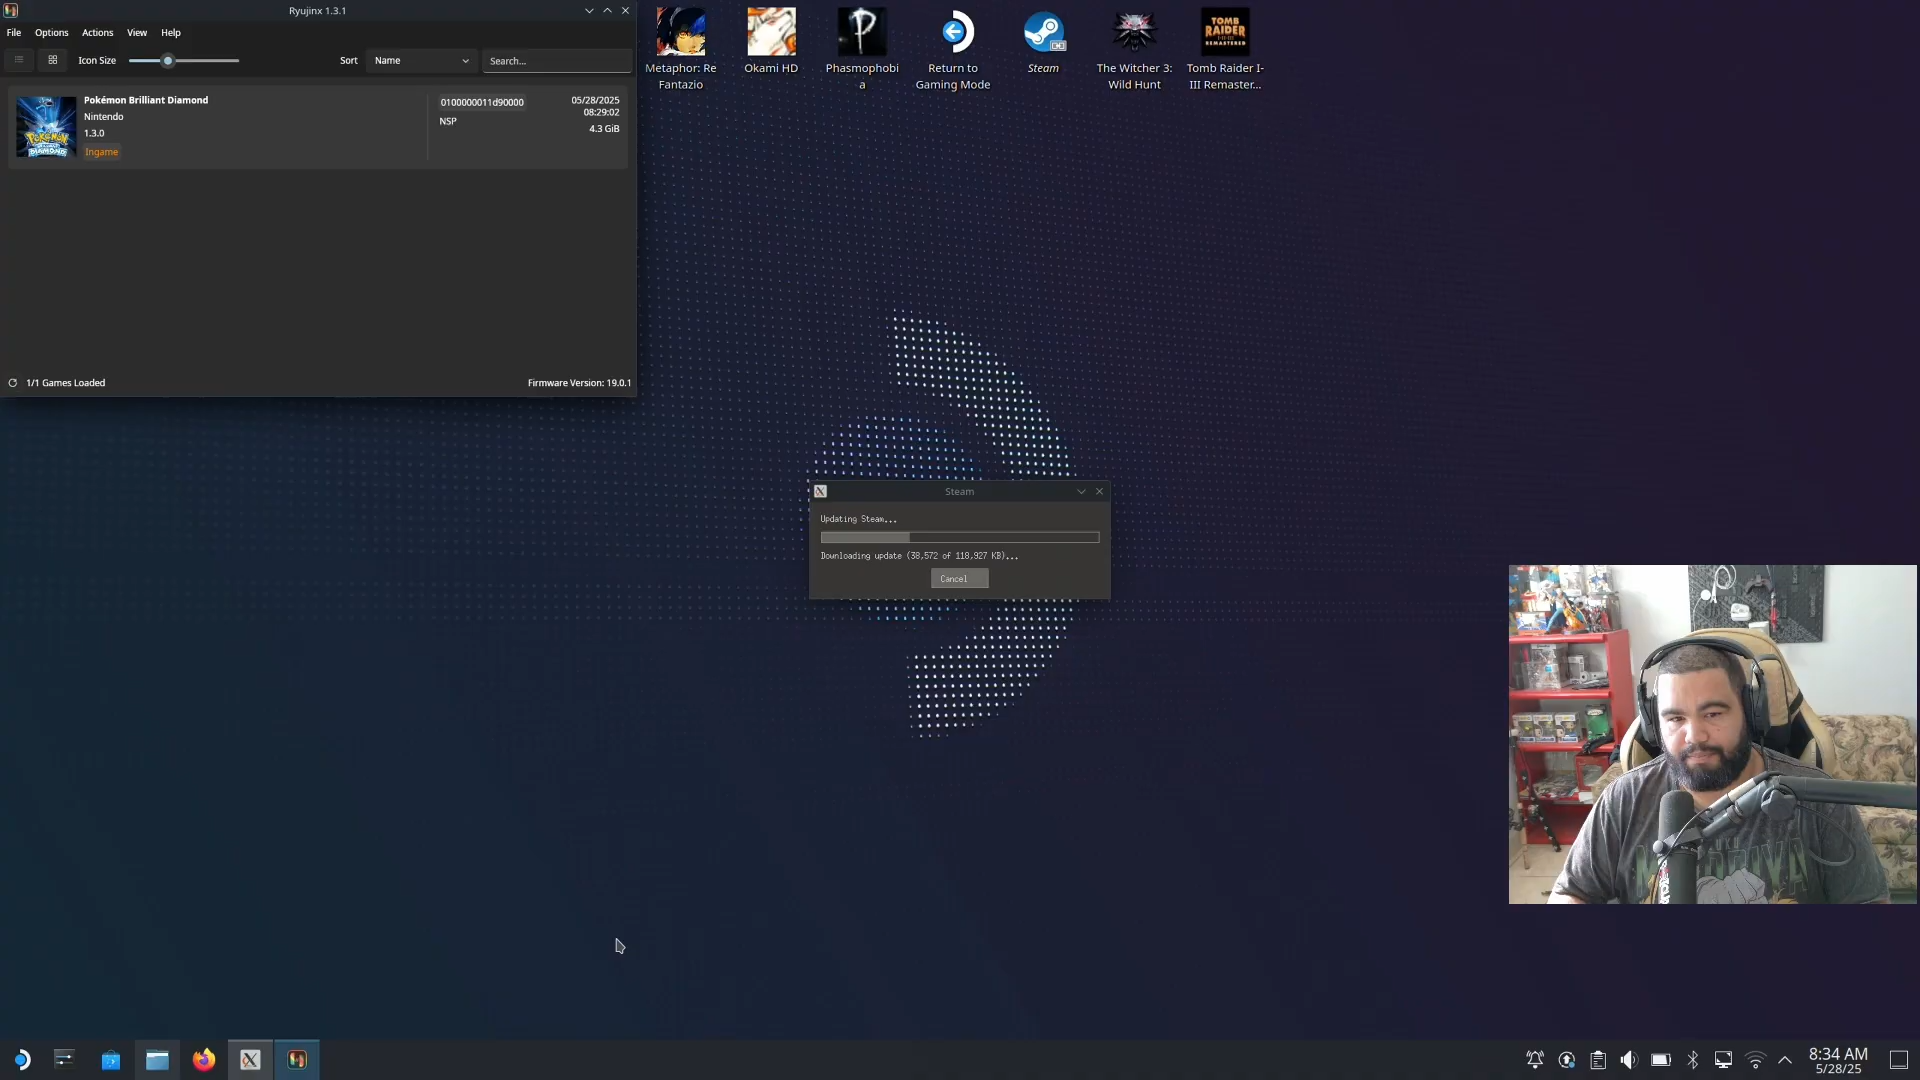 Ryujinx 1.3.1
File Options Actions View Help
Icon Size
Sort Name Search...
Pokémon Brilliant Diamond
Nintendo
1.3.0
Ingame
0100000011d90000
NSP
05/28/2025
08:29:02
4.3 GiB
1/1 Games Loaded
Firmware Version: 19.0.1
Metaphor: Re
Fantazio
Okami HD
Phasmophobi
a
Return to
Gaming Mode
Steam
The Witcher 3:
Wild Hunt
TOMB
RAIDER
REMASTERED
Tomb Raider I-
III Remaster...
Steam
Updating Steam...
Downloading update (38,572 of 118,927 KB)...
Cancel
8:34 AM
5/28/25